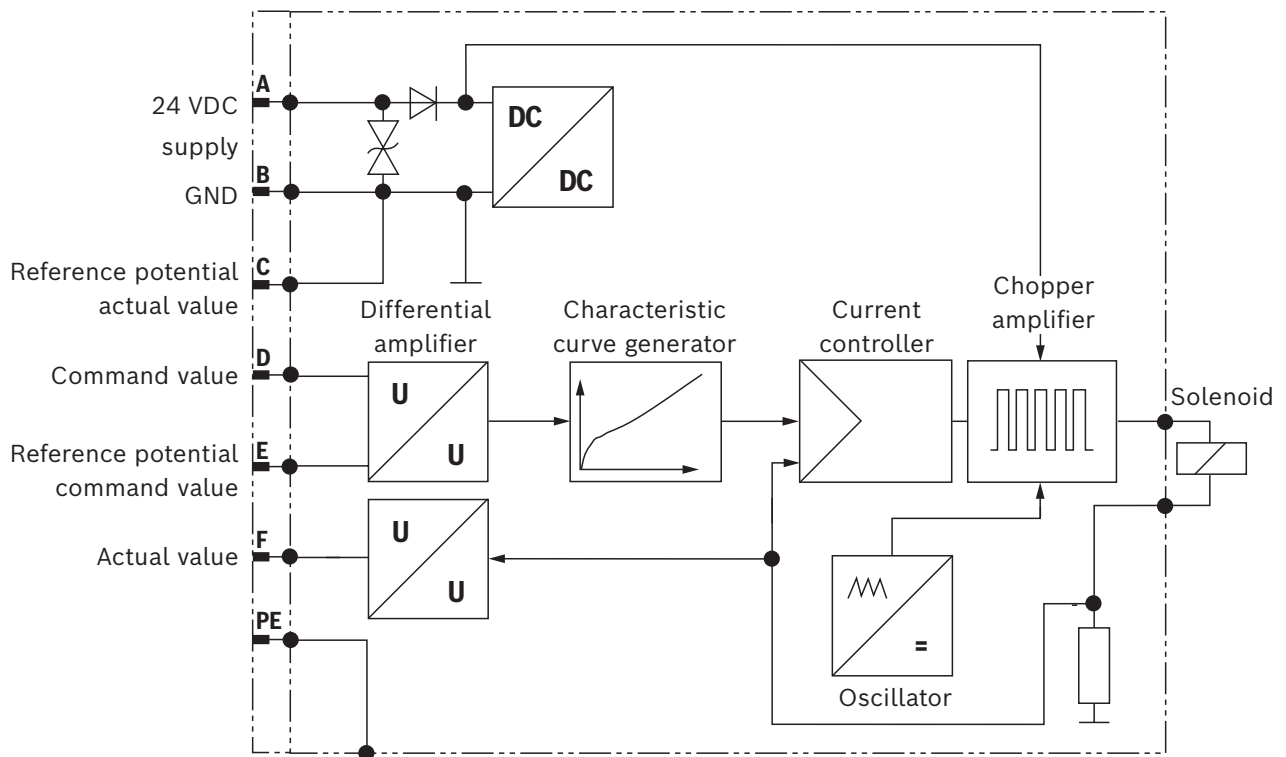 A
24 VDC
supply
B
GND
DC
DC
C
Reference potential
actual value
Differential
amplifier
Characteristic
curve generator
Current
controller
Chopper
amplifier
D
Command value
U
U
Solenoid
E
Reference potential
command value
F
Actual value
U
U
=
Oscillator
PE